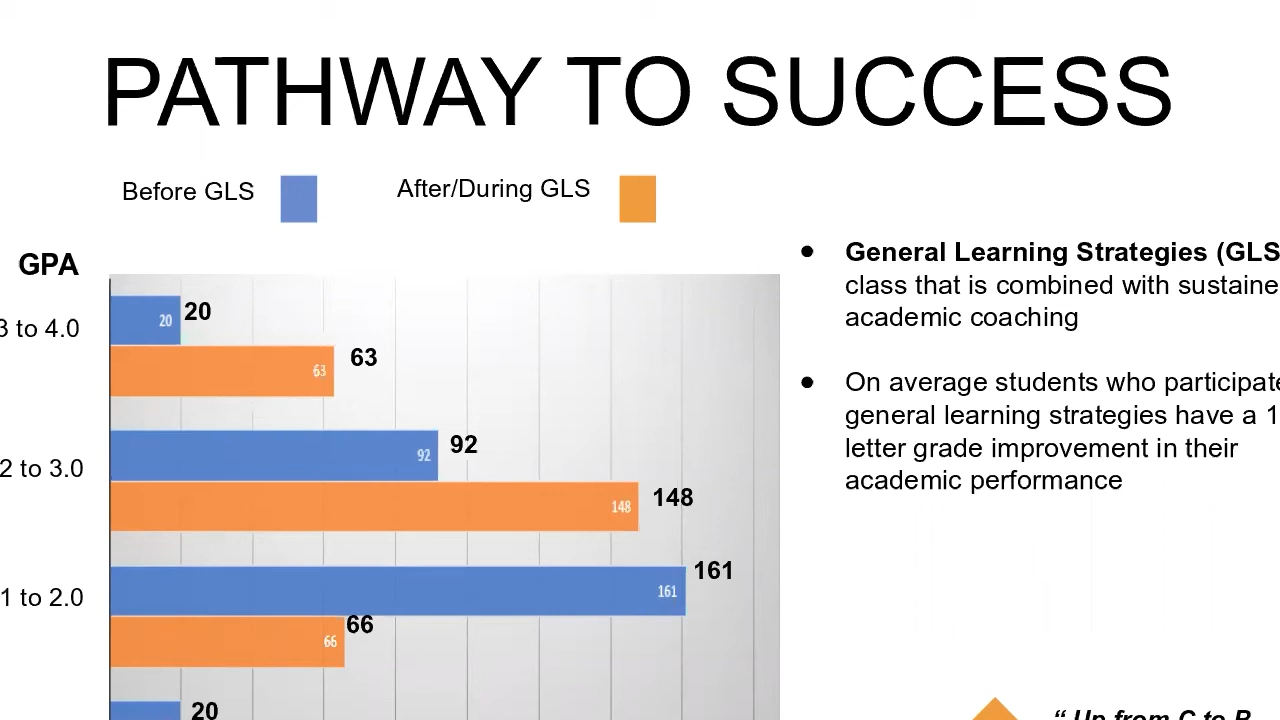 PATHWAY TO SUCCESS
Before GLS
After/During GLS
GPA
3 to 4.0
20 20
63 63
2 to 3.0
92 92
148 148
1 to 2.0
161 161
66 66
20
• General Learning Strategies (GLS
class that is combined with sustaine
academic coaching
• On average students who participate
general learning strategies have a 1
letter grade improvement in their
academic performance
“ Up from C to B